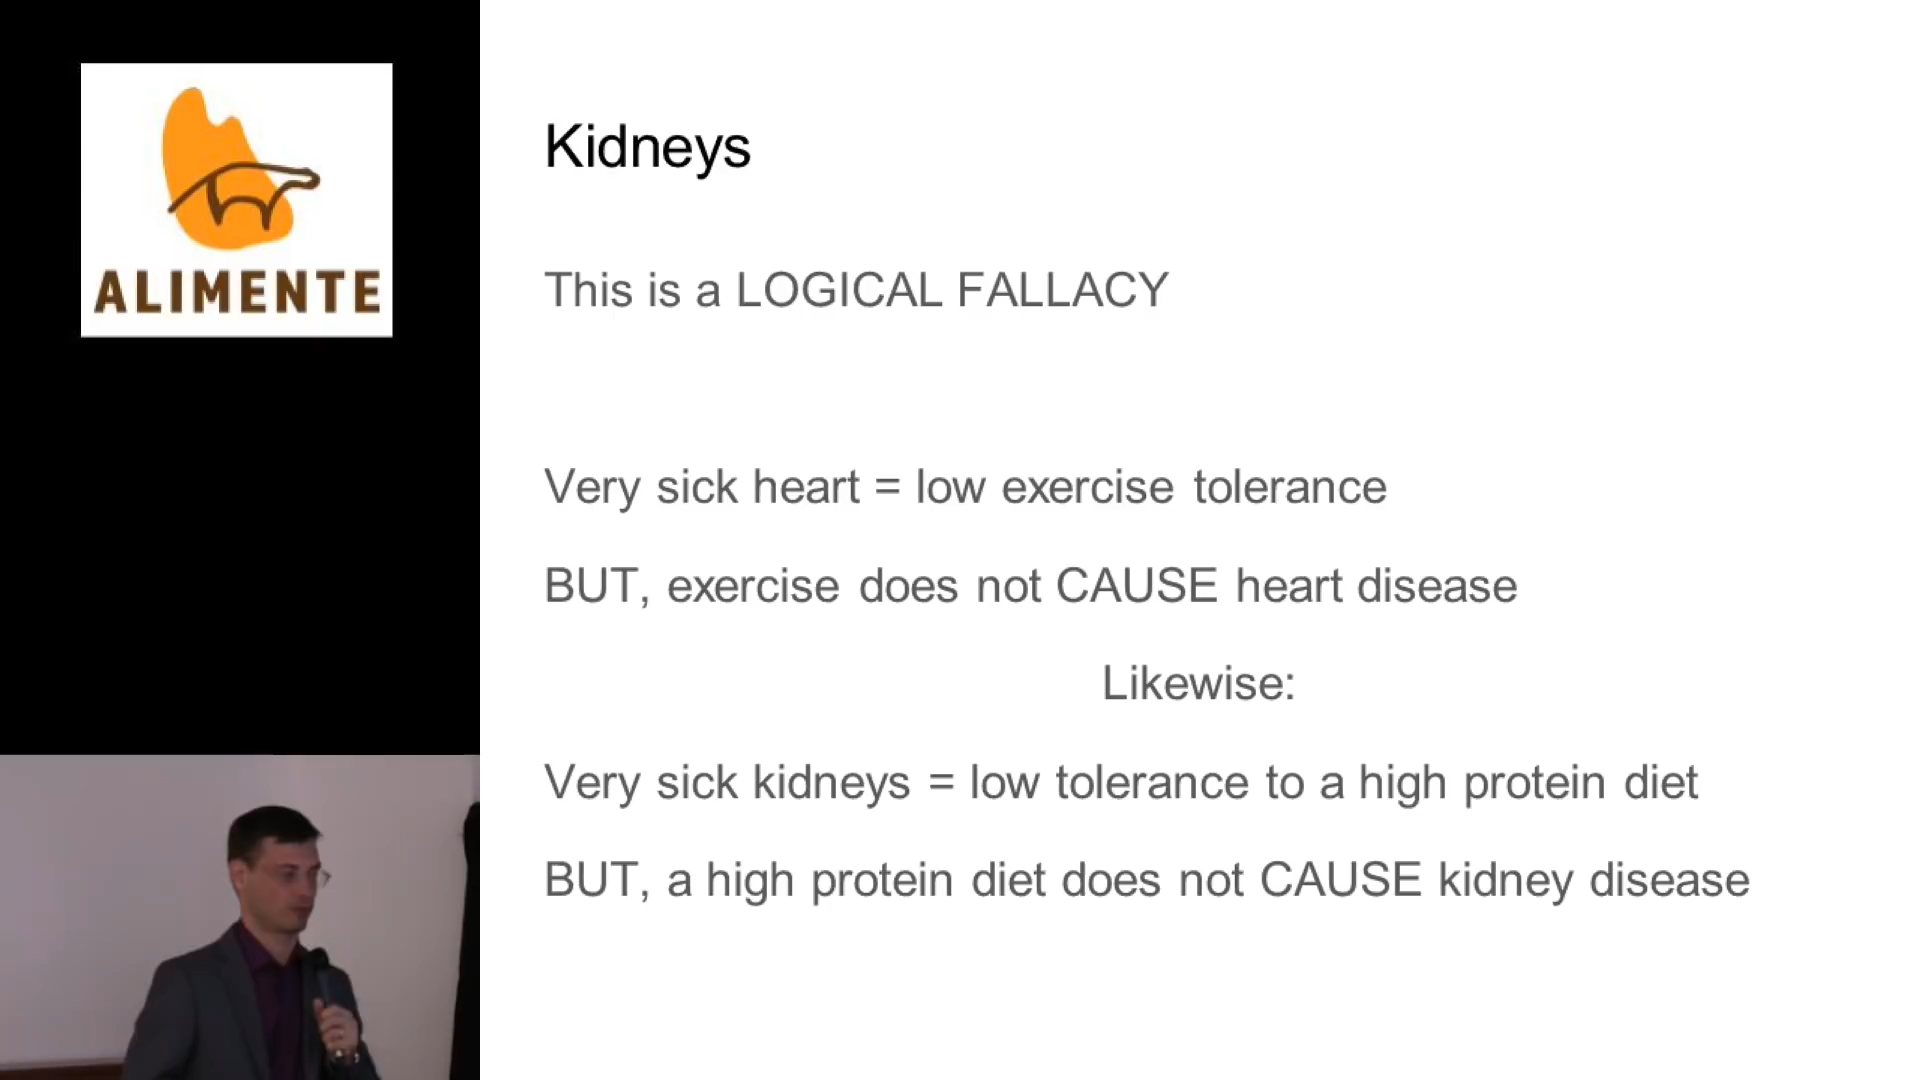 ALIMENTE
Kidneys
This is a LOGICAL FALLACY
Very sick heart = low exercise tolerance
BUT, exercise does not CAUSE heart disease
Likewise:
Very sick kidneys = low tolerance to a high protein diet
BUT, a high protein diet does not CAUSE kidney disease